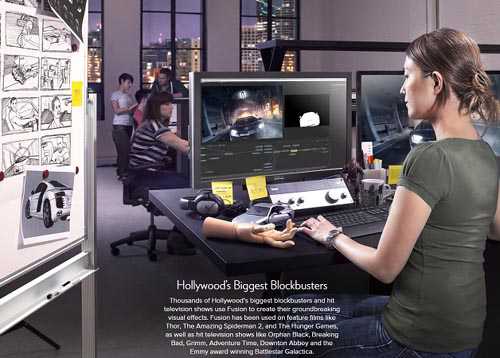 Hollywood's Biggest Blockbusters
Thousands of Hollywood's biggest blockbusters and hit
television shows use Fusion to create their groundbreaking
visual effects. Fusion has been used on feature films like
Thor, The Amazing Spiderman 2, and The Hunger Games,
as well as hit television shows like Orphan Black, Breaking
Bad, Grimm, Adventure Time, Downton Abbey and the
Emmy award winning Battlestar Galactica.